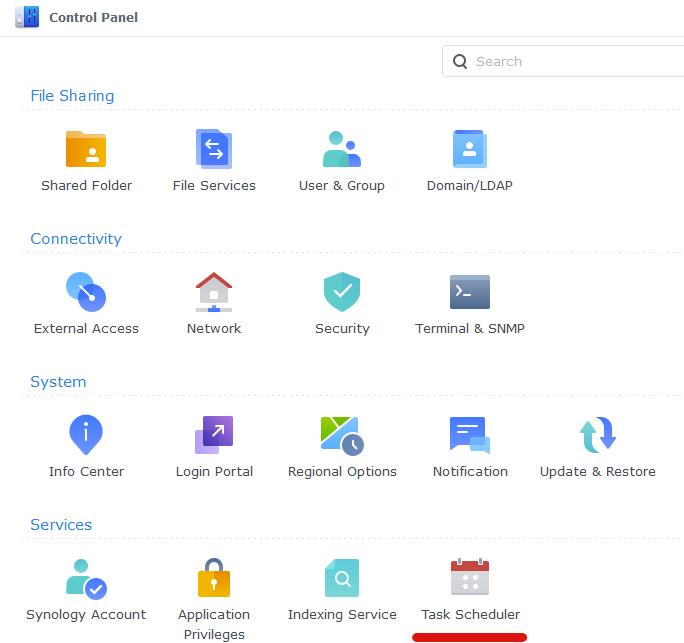 Control Panel
Search
File Sharing
Shared Folder
File Services
User & Group
Domain/LDAP
Connectivity
External Access
Network
Security
Terminal & SNMP
System
Info Center
Login Portal
Regional Options
Notification
Update & Restore
Services
Synology Account
Application
Privileges
Indexing Service
Task Scheduler